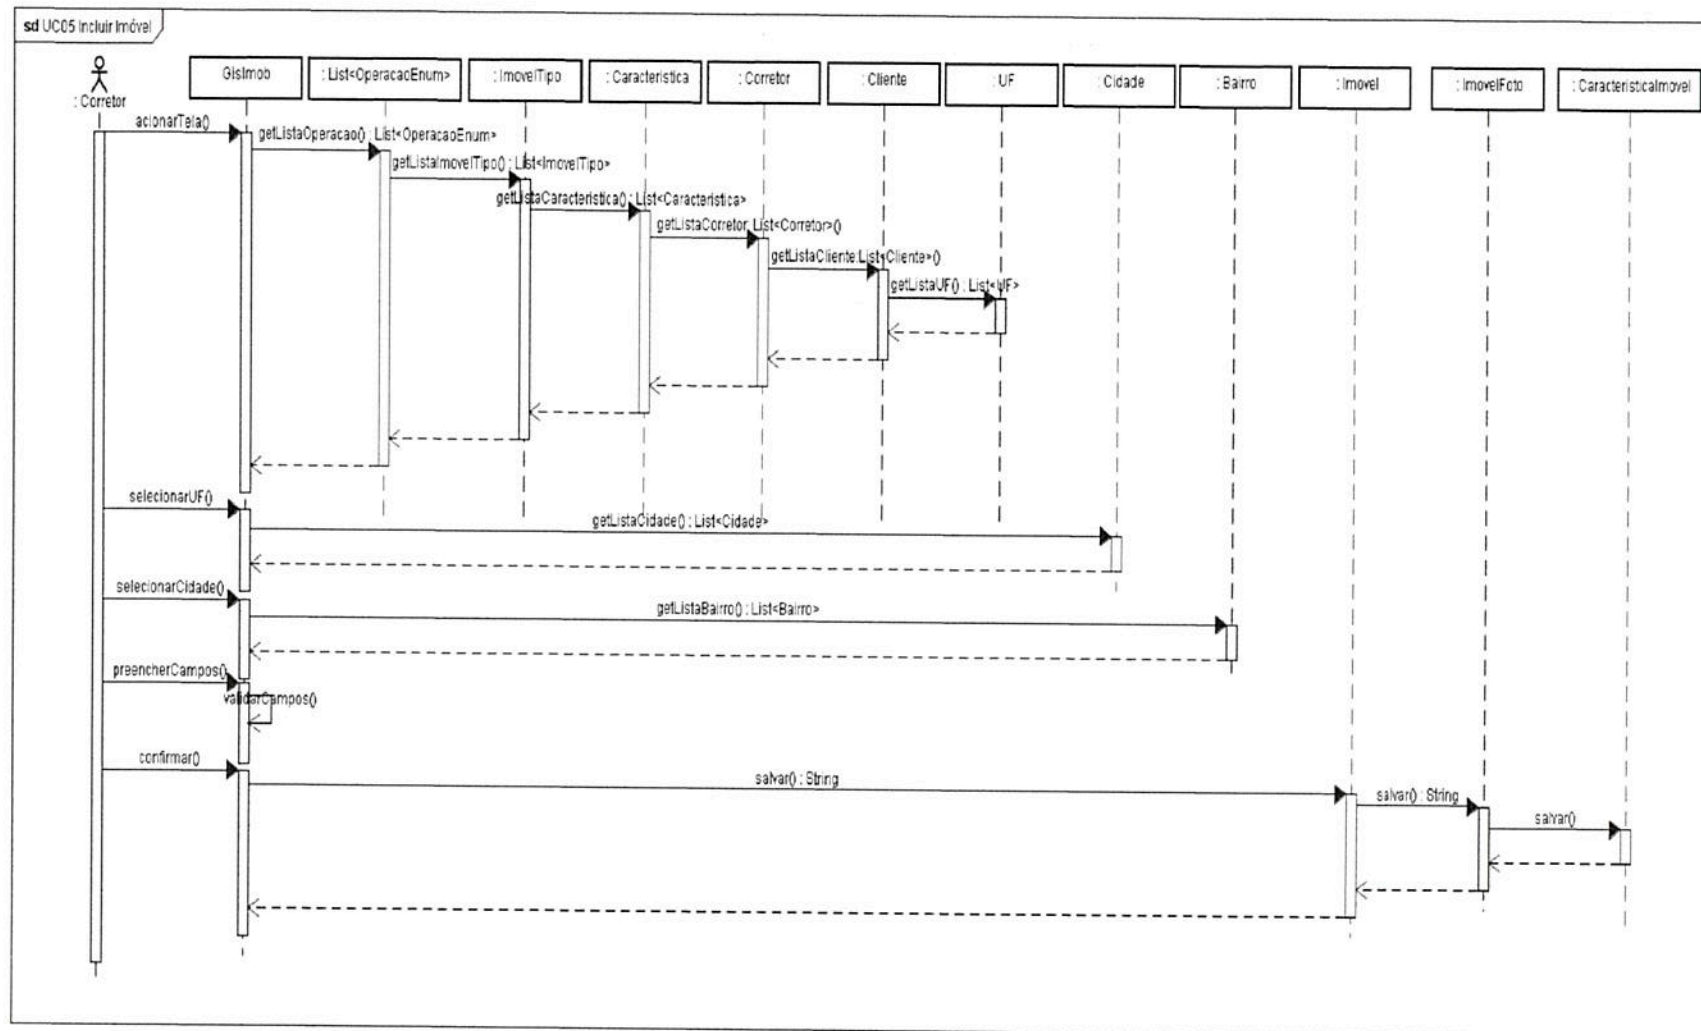 sd UC05 Incluir Imóvel
: Corretor
GisImob
: List<OperacaoEnum>
: ImovelTipo
: Caracteristica
: Corretor
: Cliente
: UF
: Cidade
: Bairro
: Imovel
: ImovelFoto
: CaracteristicaImovel
acionarTela()
getListaOperacao() : List<OperacaoEnum>
getListaImovelTipo() : List<ImovelTipo>
getListaCaracteristica() : List<Caracteristica>
getListaCorretor: List<Corretor>()
getListaCliente:List<Cliente>()
getListaUF() : List<UF>
selecionarUF()
getListaCidade() : List<Cidade>
selecionarCidade()
getListaBairro() : List<Bairro>
preencherCampos()
validarCampos()
confirmar()
salvar() : String
salvar() : String
salvar()